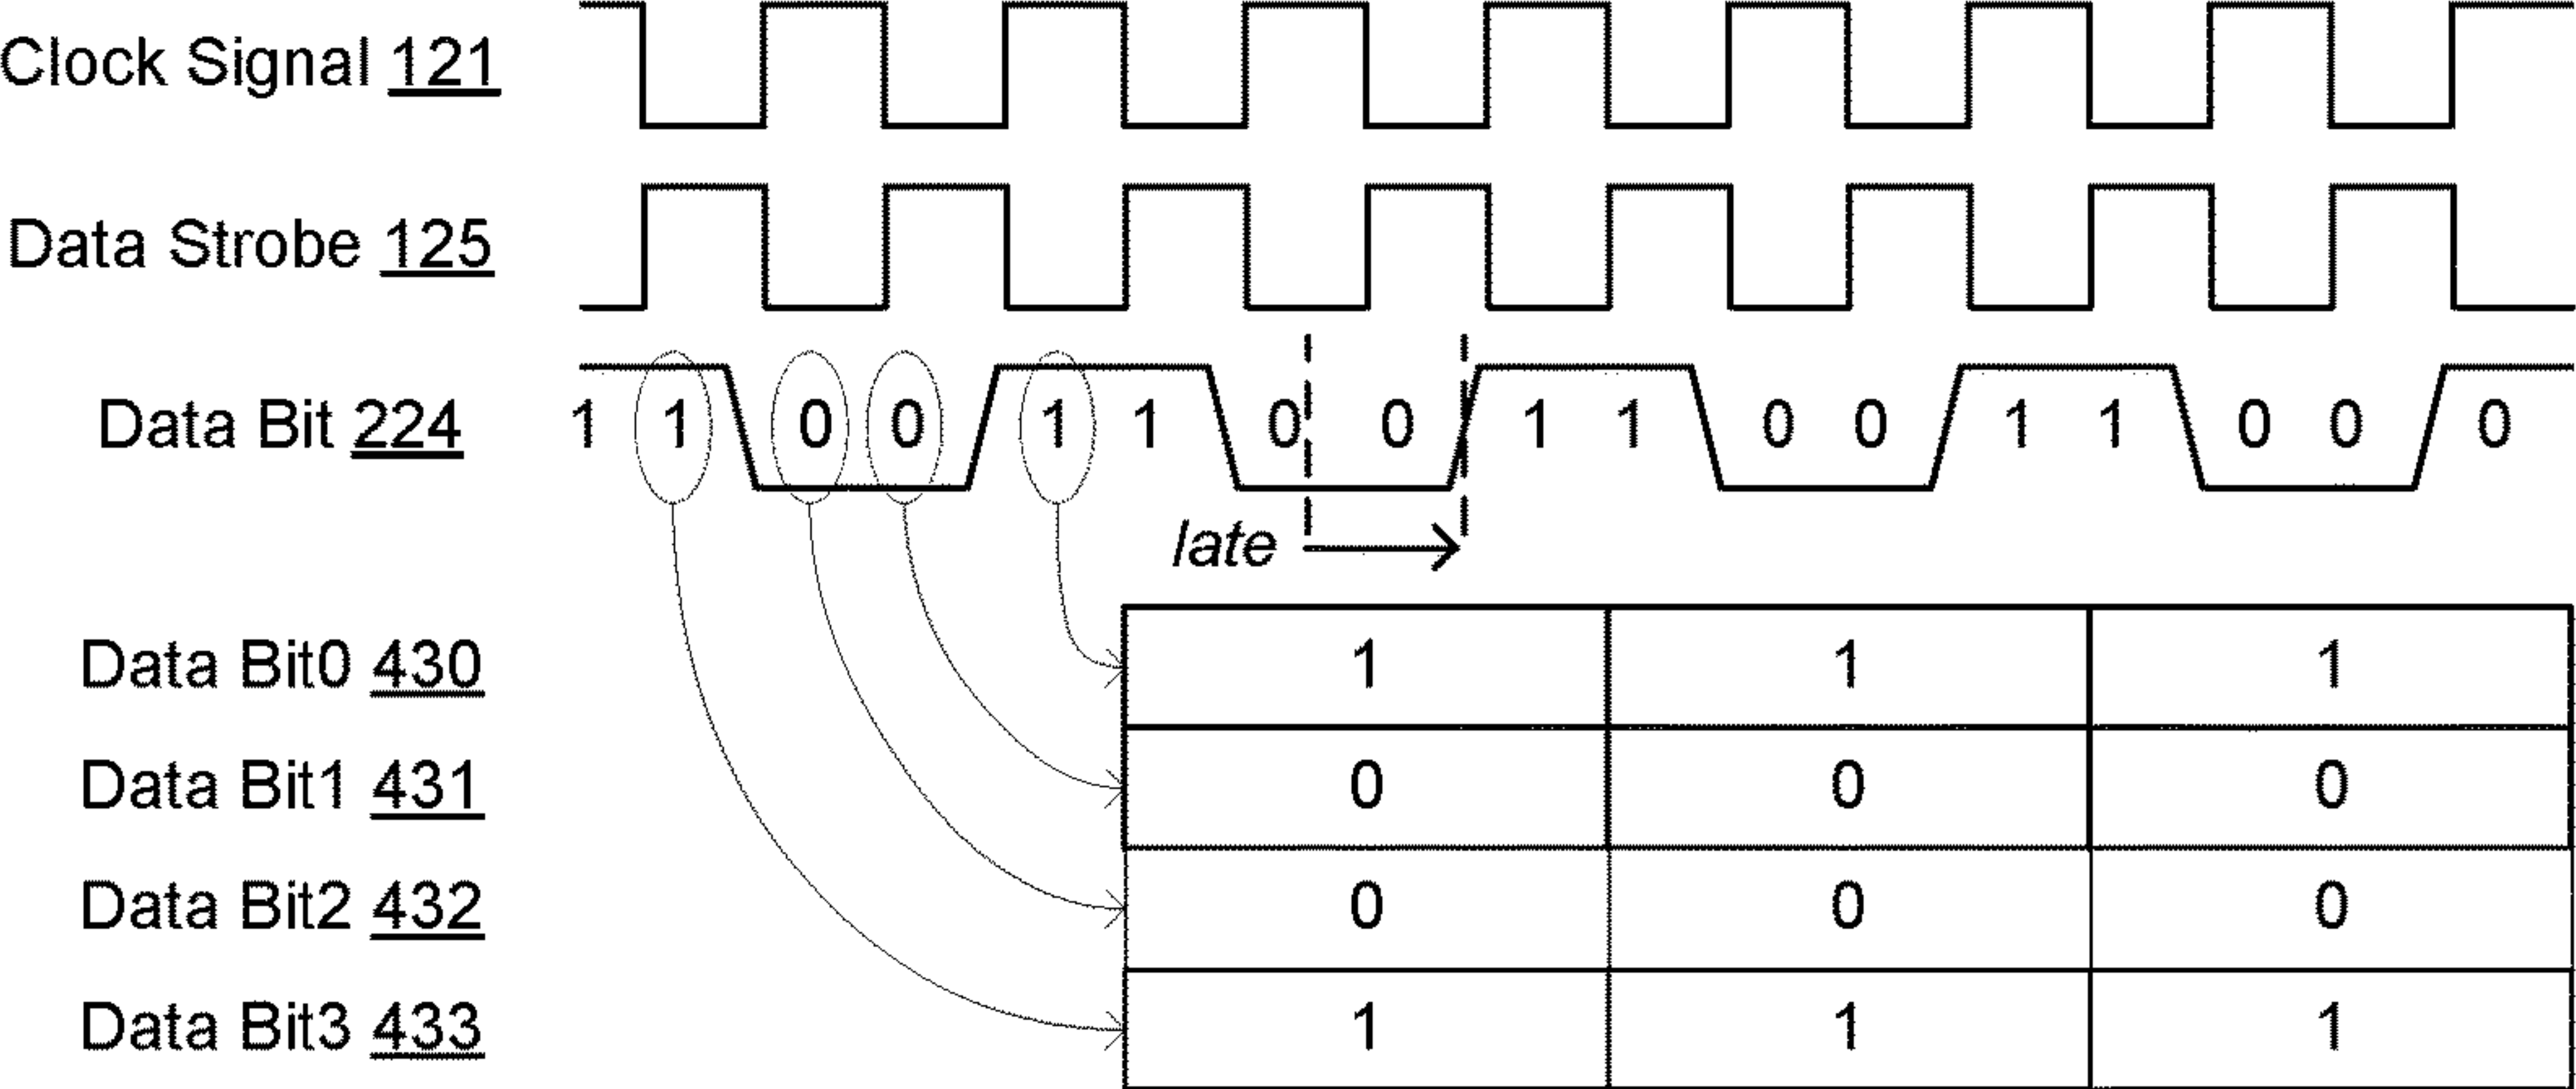 Clock Signal 121
Data Strobe 125
Data Bit 224 1 1 0 0 1 1 0 0 1 1 0 0 1 1 0 0 0
late
Data Bit0 430 1 1 1
Data Bit1 431 0 0 0
Data Bit2 432 0 0 0
Data Bit3 433 1 1 1